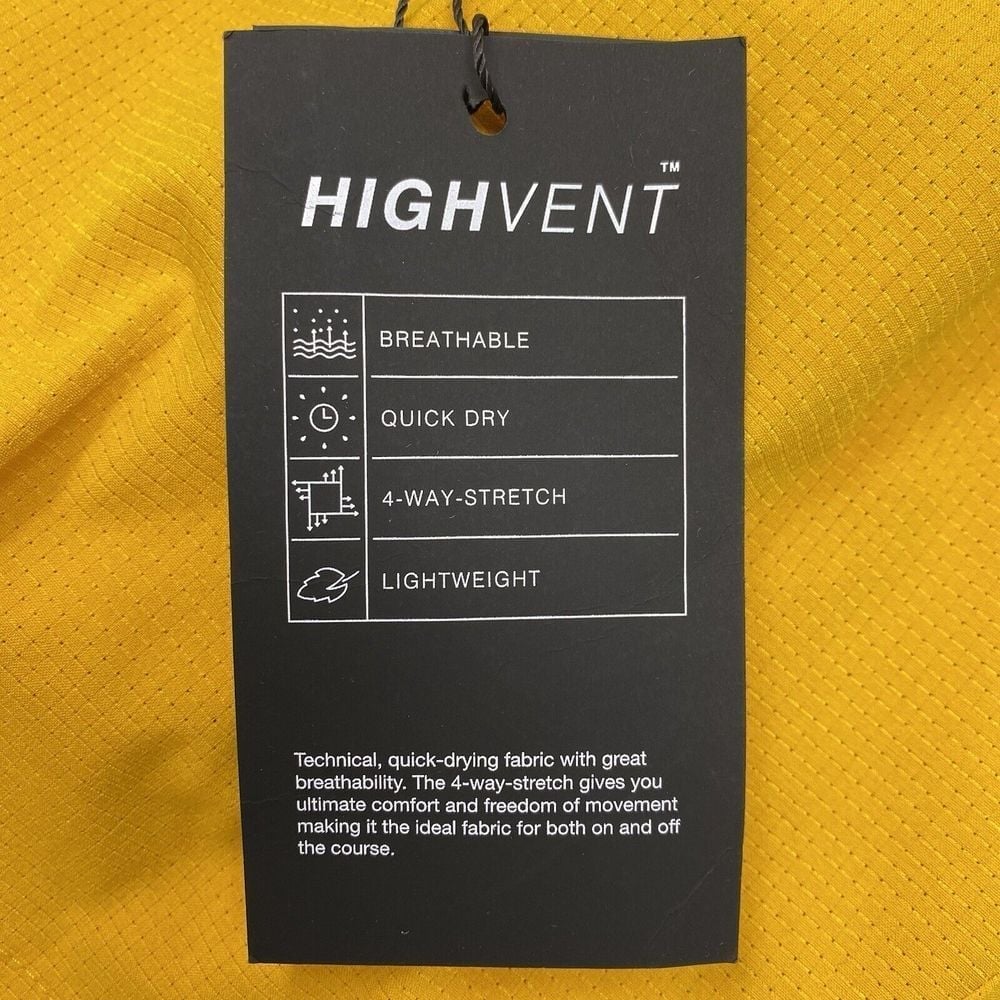 HIGHVENT™
BREATHABLE
QUICK DRY
4-WAY-STRETCH
LIGHTWEIGHT
Technical, quick-drying fabric with great
breathability. The 4-way-stretch gives you
ultimate comfort and freedom of movement
making it the ideal fabric for both on and off
the course.